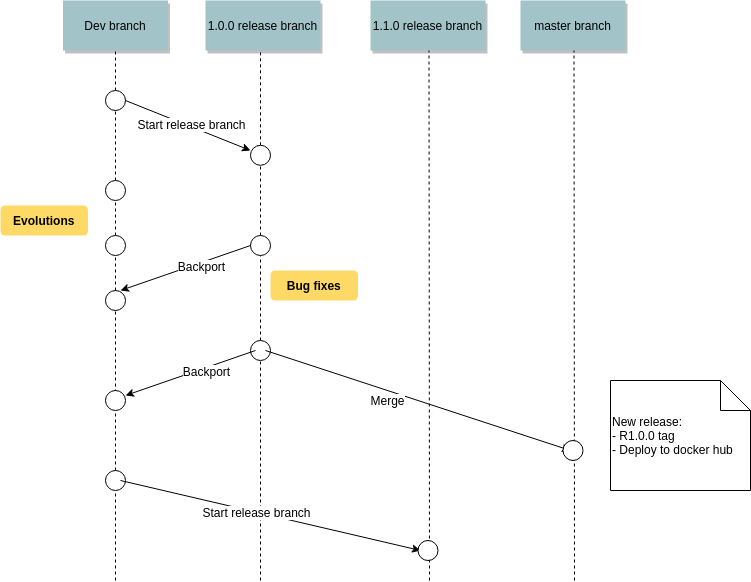 Dev branch
1.0.0 release branch
1.1.0 release branch
master branch
Start release branch
Evolutions
Backport
Bug fixes
Backport
Merge
New release:
- R1.0.0 tag
- Deploy to docker hub
Start release branch